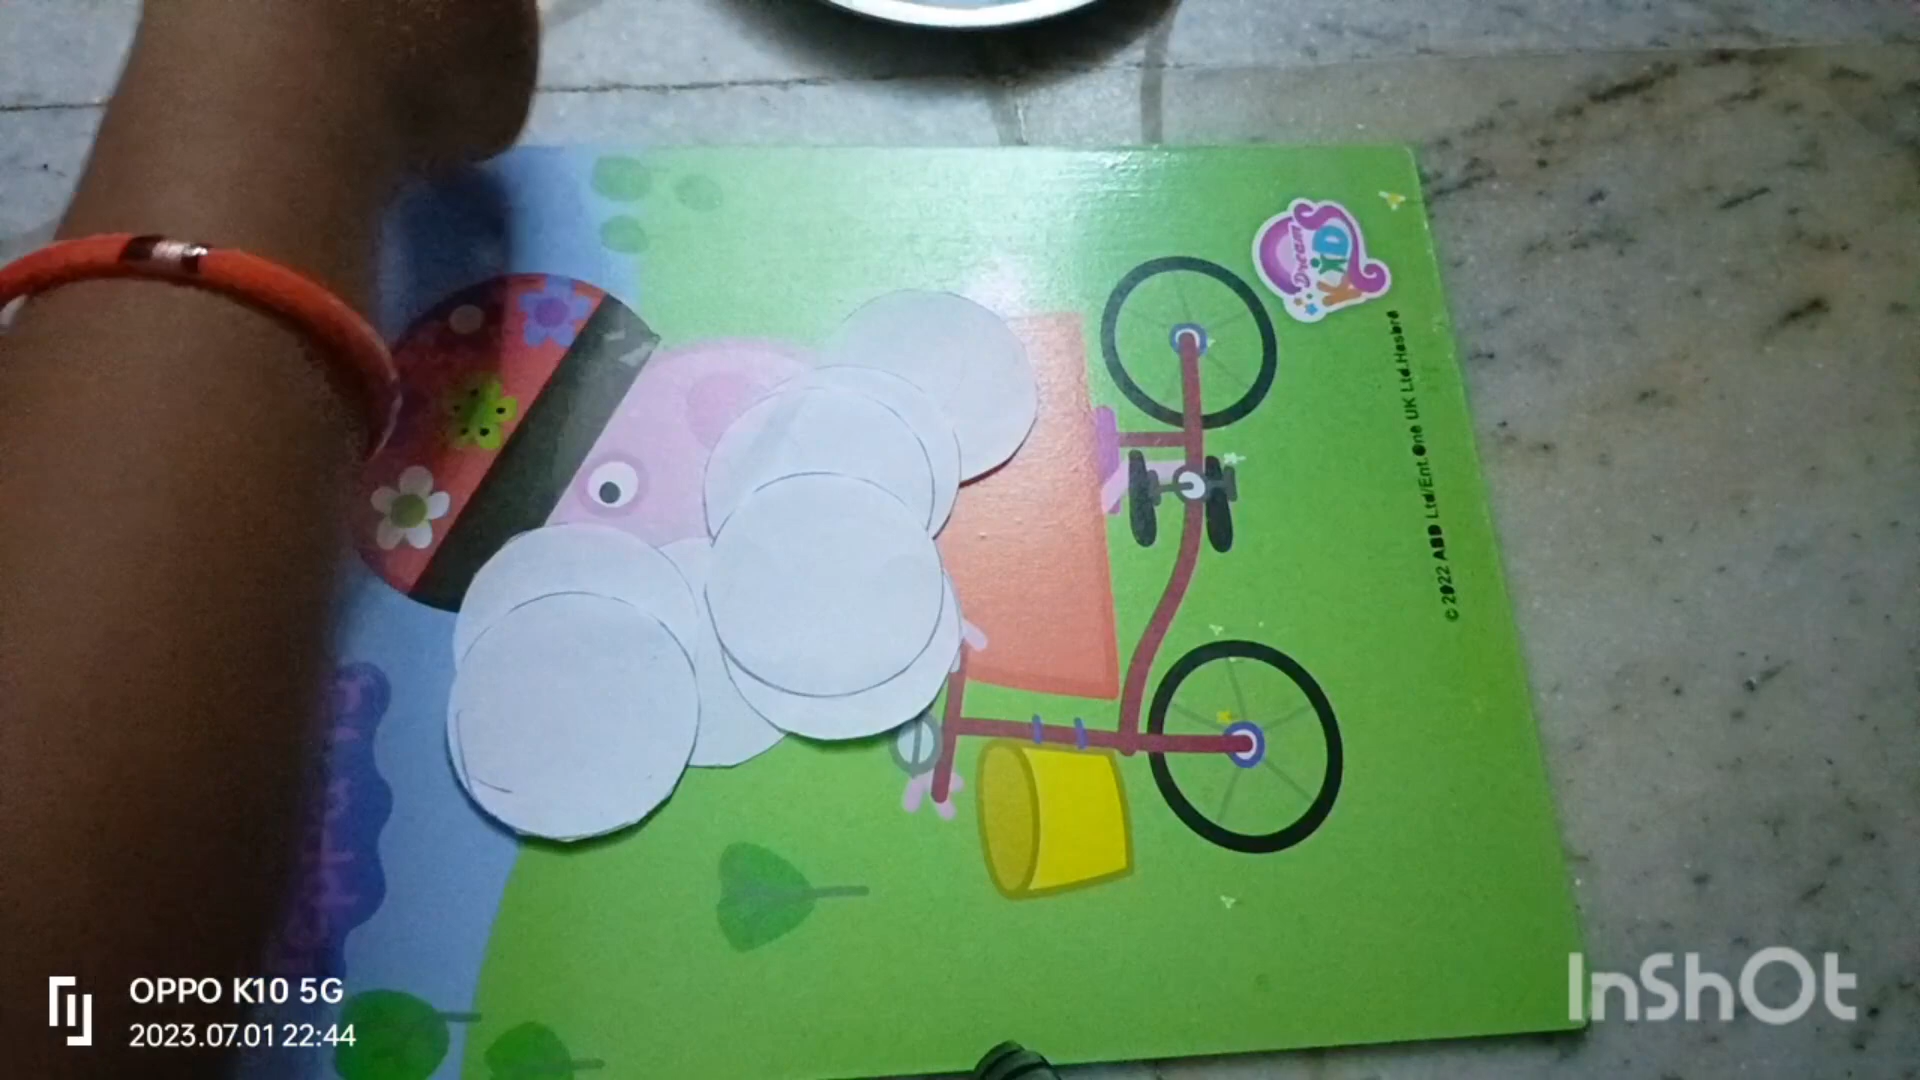 Dream
KiD
© 2022 ABD Ltd/Ent.One UK Ltd.Hasbro
OPPO K10 5G
2023.07.01 22:44
InShOt